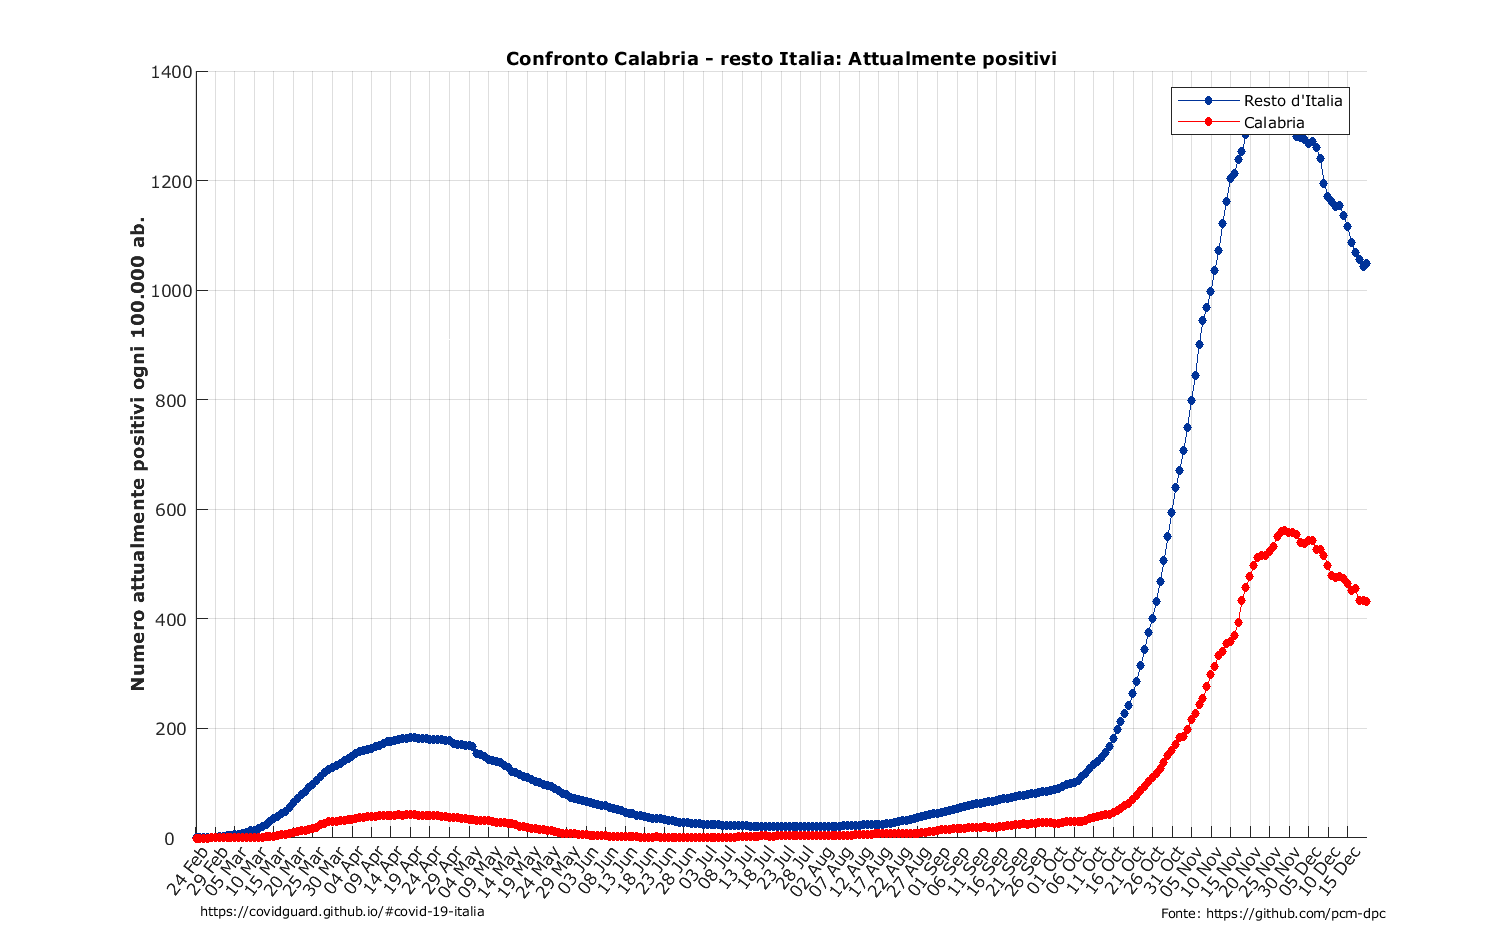 Confronto Calabria - resto Italia: Attualmente positivi
Numero attualmente positivi ogni 100.000 ab.
1400
1200
1000
800
600
400
200
0
Resto d'Italia
Calabria
24 Feb
29 Feb
05 Mar
10 Mar
15 Mar
20 Mar
25 Mar
30 Mar
04 Apr
09 Apr
14 Apr
19 Apr
24 Apr
29 Apr
04 May
09 May
14 May
19 May
24 May
29 May
03 Jun
08 Jun
13 Jun
18 Jun
23 Jun
28 Jun
03 Jul
08 Jul
13 Jul
18 Jul
23 Jul
28 Jul
02 Aug
07 Aug
12 Aug
17 Aug
22 Aug
27 Aug
01 Sep
06 Sep
11 Sep
16 Sep
21 Sep
26 Sep
01 Oct
06 Oct
11 Oct
16 Oct
21 Oct
26 Oct
31 Oct
05 Nov
10 Nov
15 Nov
20 Nov
25 Nov
30 Nov
05 Dec
10 Dec
15 Dec
https://covidguard.github.io/#covid-19-italia
Fonte: https://github.com/pcm-dpc